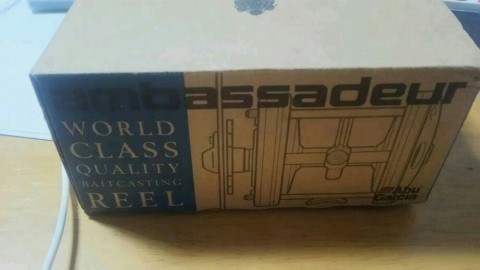 ambassadeur
WORLD
CLASS
QUALITY
BAITCASTING
REEL
Abu
Garcia